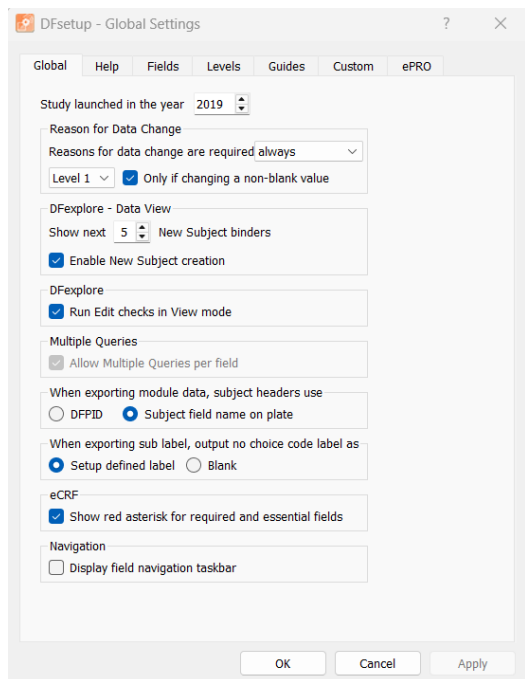 DFsetup - Global Settings ? ×
Global Help Fields Levels Guides Custom ePRO
Study launched in the year 2019
Reason for Data Change
Reasons for data change are required always
Level 1 Only if changing a non-blank value
DFexplore - Data View
Show next 5 New Subject binders
Enable New Subject creation
DFexplore
Run Edit checks in View mode
Multiple Queries
Allow Multiple Queries per field
When exporting module data, subject headers use
DFPID Subject field name on plate
When exporting sub label, output no choice code label as
Setup defined label Blank
eCRF
Show red asterisk for required and essential fields
Navigation
Display field navigation taskbar
OK Cancel Apply